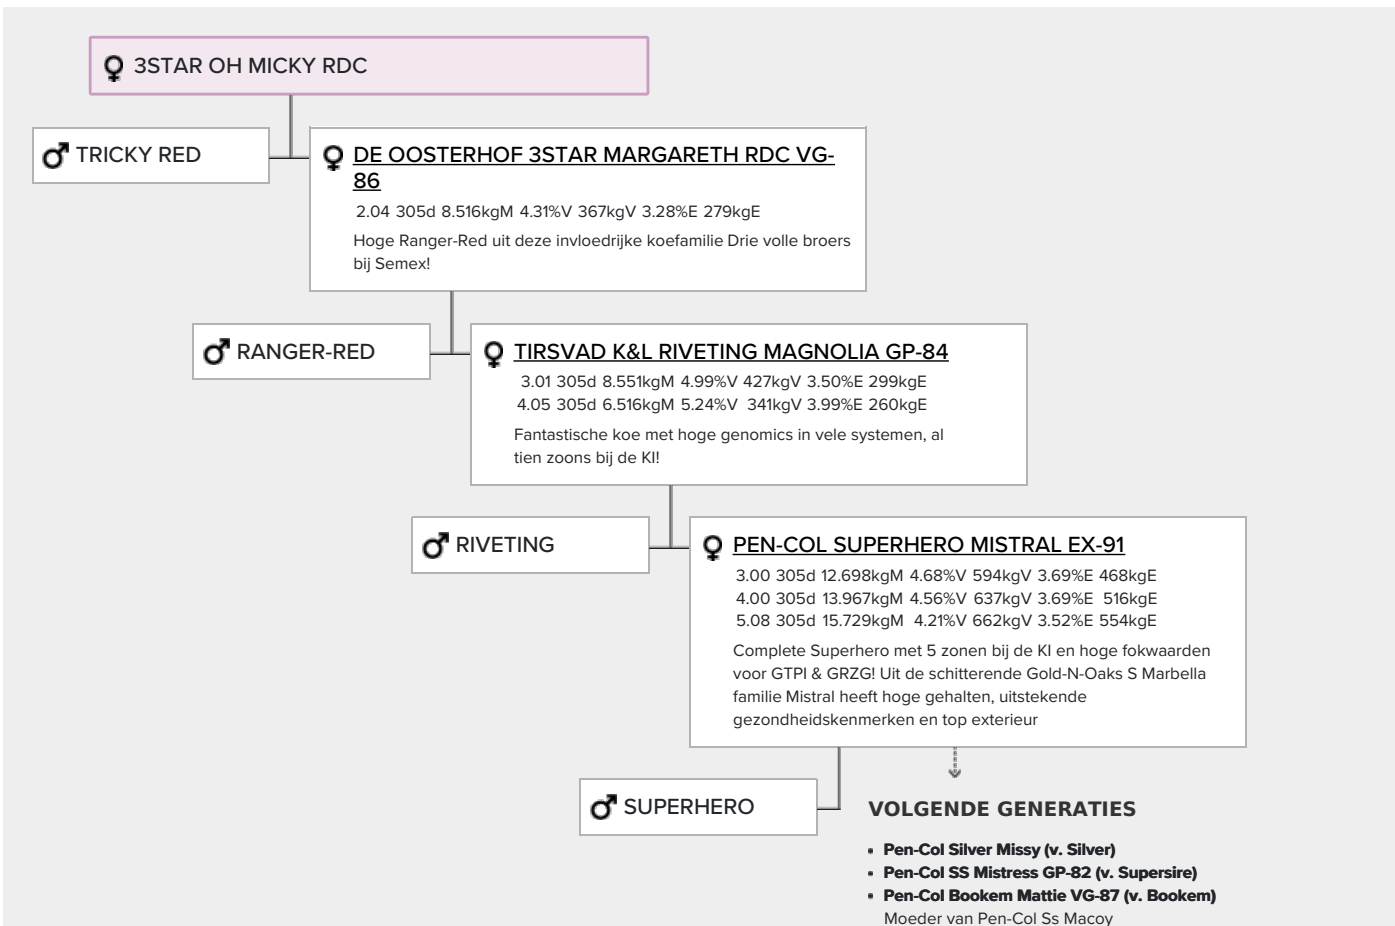 3STAR OH MICKY RDC
TRICKY RED
DE OOSTERHOF 3STAR MARGARETH RDC VG-
86
2.04 305d 8.516kgM 4.31%V 367kgV 3.28%E 279kgE
Hoge Ranger-Red uit deze invloedrijke koefamilie Drie volle broers
bij Semex!
RANGER-RED
TIRSVAD K&L RIVETING MAGNOLIA GP-84
3.01 305d 8.551kgM 4.99%V 427kgV 3.50%E 299kgE
4.05 305d 6.516kgM 5.24%V 341kgV 3.99%E 260kgE
Fantastische koe met hoge genomics in vele systemen, al
tien zoons bij de KI!
RIVETING
PEN-COL SUPERHERO MISTRAL EX-91
3.00 305d 12.698kgM 4.68%V 594kgV 3.69%E 468kgE
4.00 305d 13.967kgM 4.56%V 637kgV 3.69%E 516kgE
5.08 305d 15.729kgM 4.21%V 662kgV 3.52%E 554kgE
Complete Superhero met 5 zonen bij de KI en hoge fokwaarden
voor GTPI & GRZG! Uit de schitterende Gold-N-Oaks S Marbella
familie Mistral heeft hoge gehalten, uitstekende
gezondheidskenmerken en top exterieur
SUPERHERO
VOLGENDE GENERATIES
• Pen-Col Silver Missy (v. Silver)
• Pen-Col SS Mistress GP-82 (v. Supersire)
• Pen-Col Bookem Mattie VG-87 (v. Bookem)
Moeder van Pen-Col Ss Macoy